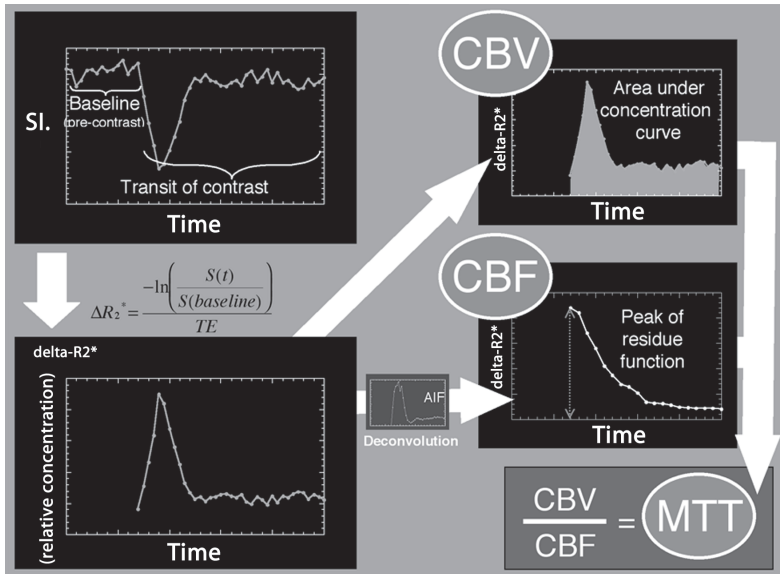 SI.
Baseline
(pre-contrast)
Transit of contrast
Time
ΔR₂* = -ln(S(t)/S(baseline))/TE
delta-R2*
(relative concentration)
Time
AIF
Deconvolution
CBV
delta-R2*
Area under
concentration
curve
Time
CBF
delta-R2*
Peak of
residue
function
Time
CBV
CBF
= MTT